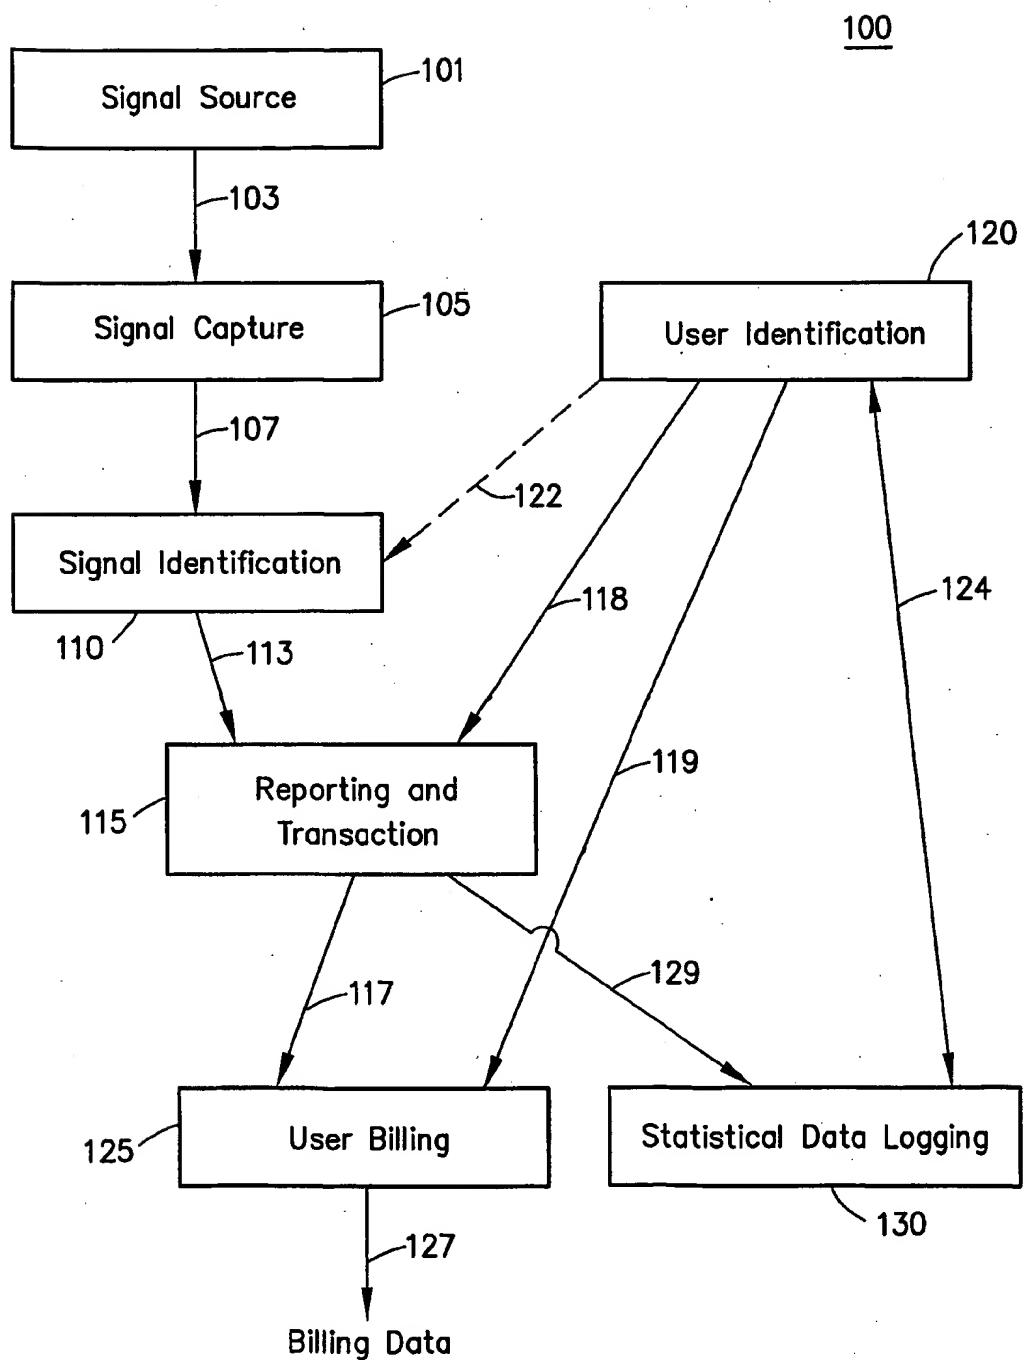 100
Signal Source
101
103
120
Signal Capture
105
User Identification
107
122
Signal Identification
110
113
118
124
119
Reporting and
Transaction
115
129
117
User Billing
125
Statistical Data Logging
130
127
Billing Data